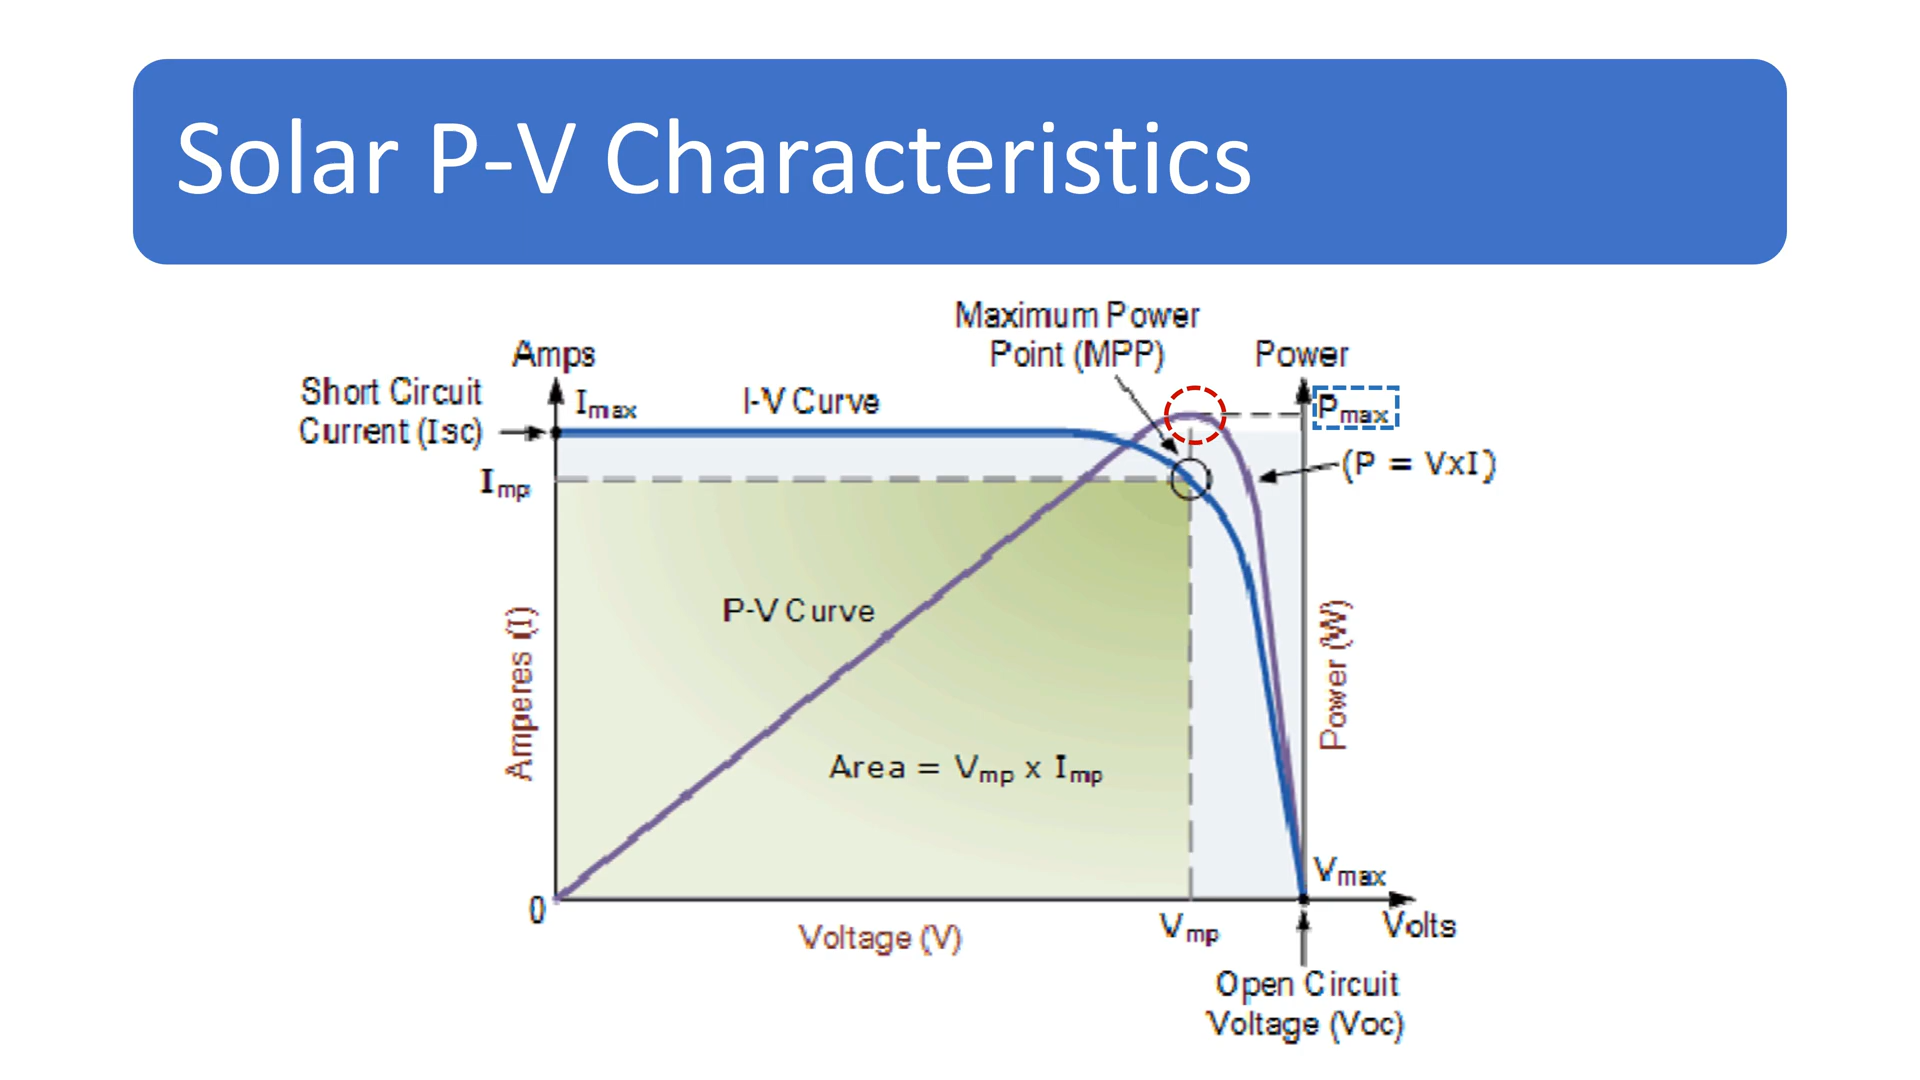 Solar P-V Characteristics
Maximum Power
Point (MPP)
Amps
Power
Short Circuit
Current (Isc)
Imax
I-V Curve
Pmax
Imp
(P = VxI)
P-V Curve
Amperes (I)
Power (W)
Area = Vmp x Imp
Vmax
0
Voltage (V)
Vmp
Volts
Open Circuit
Voltage (Voc)